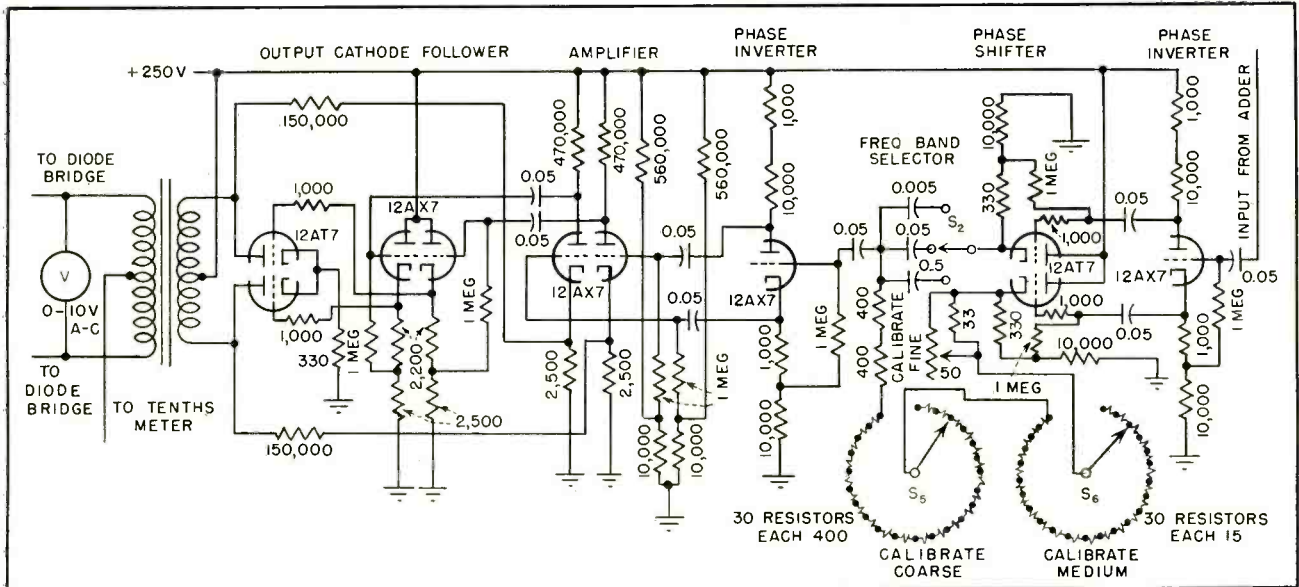 OUTPUT CATHODE FOLLOWER
AMPLIFIER
PHASE
INVERTER
PHASE
SHIFTER
PHASE
INVERTER
+250V
150,000
470,000
470,000
560,000
560,000
1,000
10,000
FREQ BAND
SELECTOR
10,000
330
1 MEG
1,000
10,000
INPUT FROM ADDER
TO DIODE
BRIDGE
V
0-10V
A-C
TO DIODE
BRIDGE
TO TENTHS
METER
1,000
12AT7
12AX7
0.05
0.05
12AX7
0.05
0.05
12AX7
0.05
0.005
0.05
0.5
S2
1,000
0.05
12AT7
12AX7
0.05
1,000
330
1 MEG
2,200
1 MEG
2,500
2,500
2,500
1 MEG
10,000
10,000
1,000
10,000
1 MEG
400
400
CALIBRATE
FINE
50
33
330
1,000
0.05
10,000
1 MEG
1,000
1 MEG
10,000
150,000
S5
S6
30 RESISTORS
EACH 400
CALIBRATE
COARSE
CALIBRATE
MEDIUM
30 RESISTORS
EACH 15